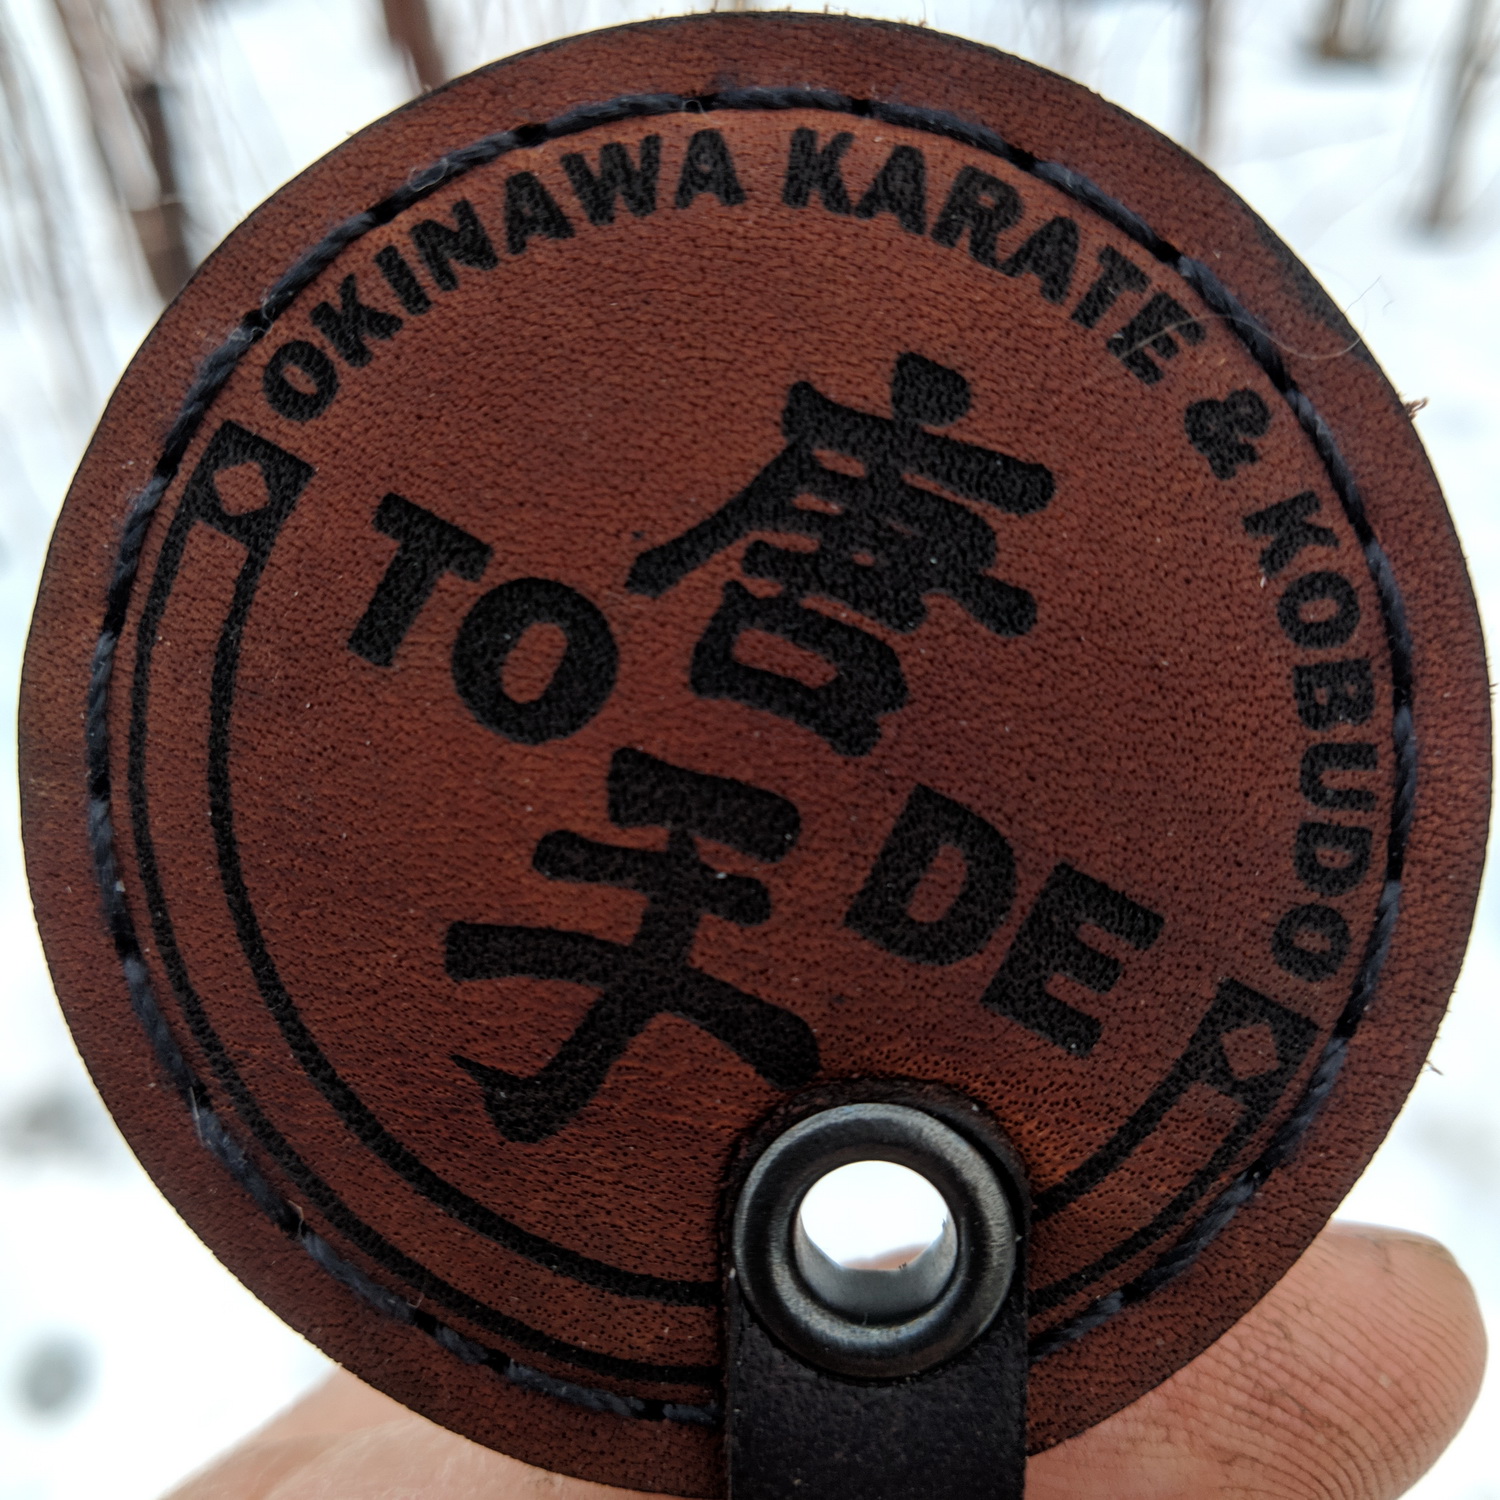 OKINAWA KARATE & KOBUDO
TO 唐
手 DE